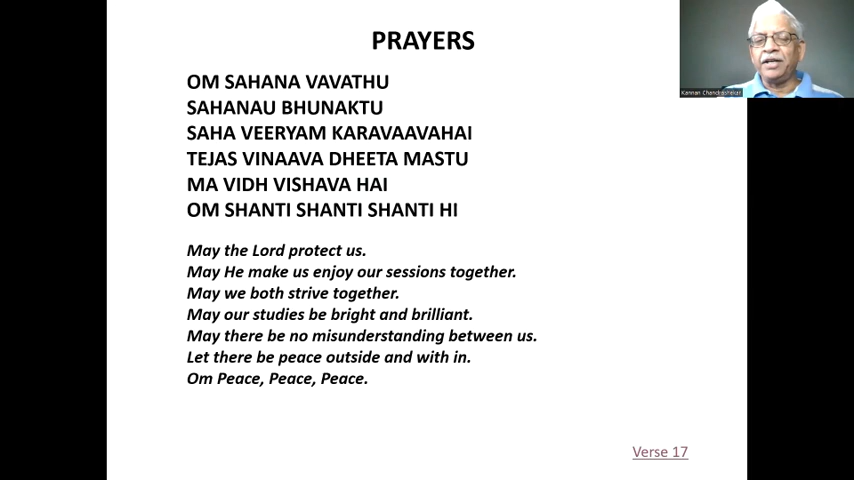 PRAYERS
OM SAHANA VAVATHU
SAHANAU BHUNAKTU
SAHA VEERYAM KARAVAAVAHAI
TEJAS VINAAVA DHEETA MASTU
MA VIDH VISHAVA HAI
OM SHANTI SHANTI SHANTI HI
May the Lord protect us.
May He make us enjoy our sessions together.
May we both strive together.
May our studies be bright and brilliant.
May there be no misunderstanding between us.
Let there be peace outside and with in.
Om Peace, Peace, Peace.
Verse 17
Kannan Chandrashekar